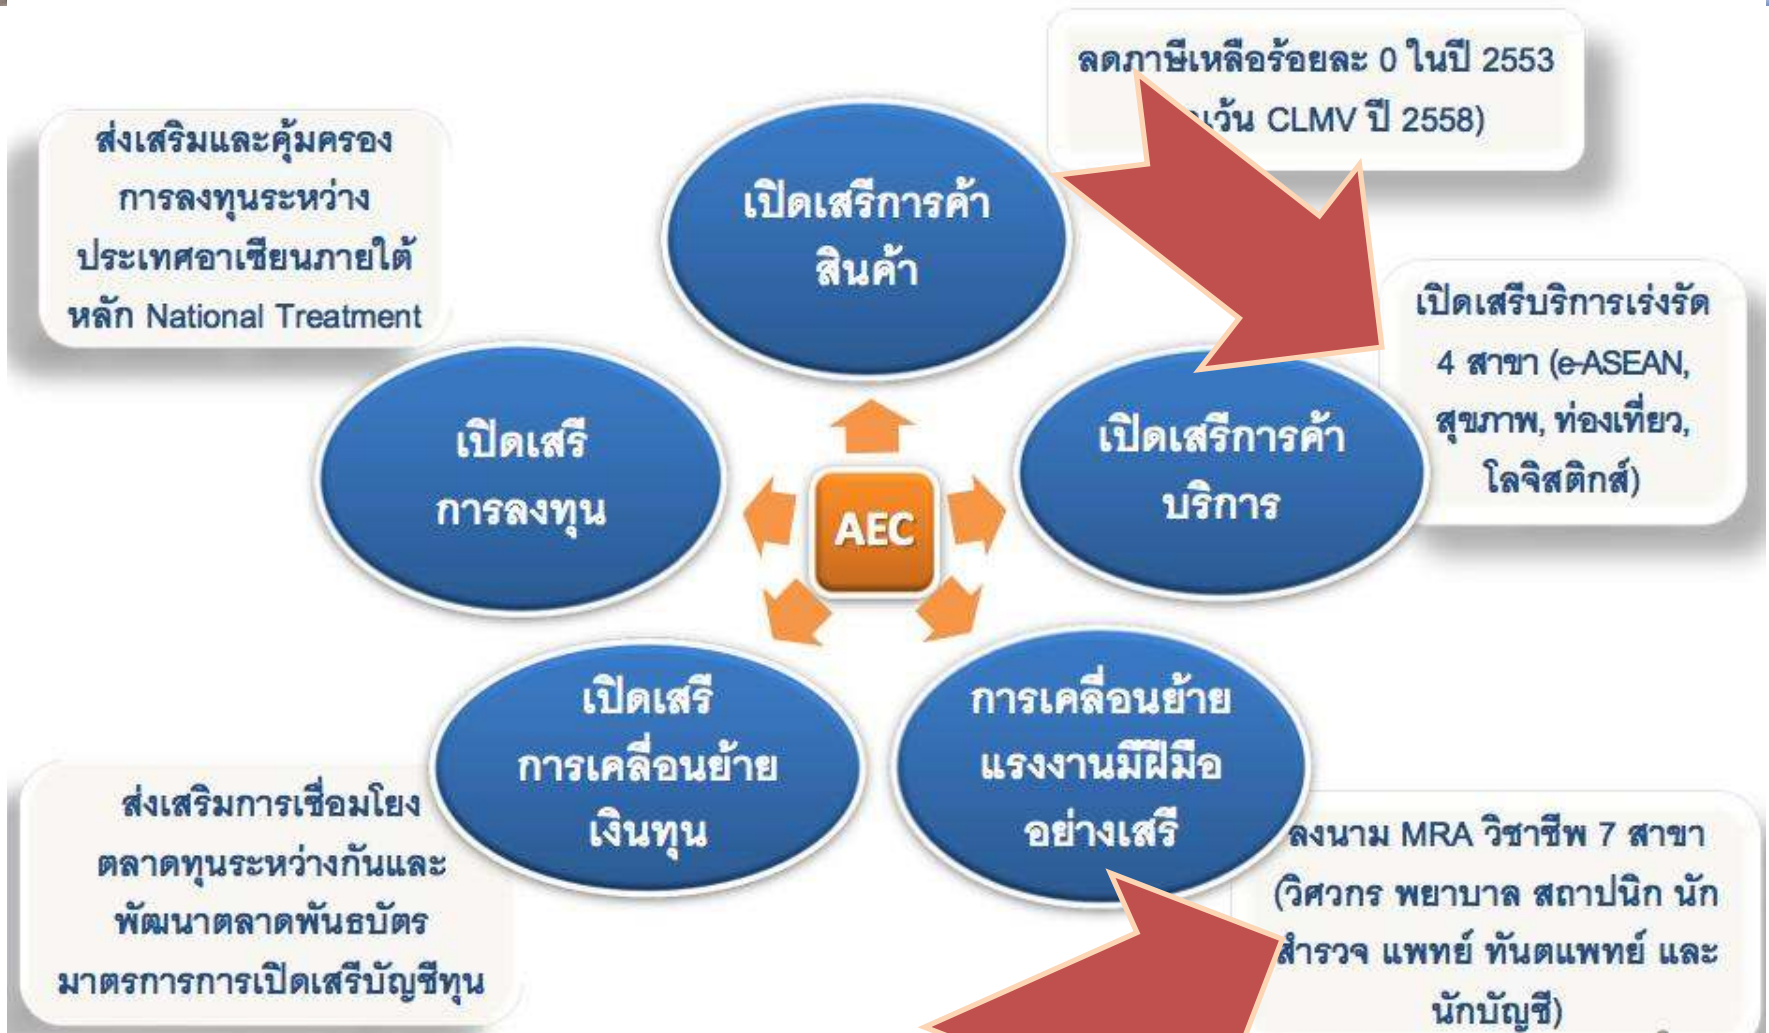 ลดภาษีเหลือร้อยละ 0 ในปี 2553
เว้น CLMV ปี 2558)
ส่งเสริมและคุ้มครอง
การลงทุนระหว่าง
ประเทศอาเซียนภายใต้
หลัก National Treatment
เปิดเสรีการค้า
สินค้า
เปิดเสรีบริการเร่งรัด
4 สาขา (e-ASEAN,
สุขภาพ, ท่องเที่ยว,
โลจิสติกส์)
เปิดเสรี
การลงทุน
AEC
เปิดเสรีการค้า
บริการ
เปิดเสรี
การเคลื่อนย้าย
เงินทุน
การเคลื่อนย้าย
แรงงานมีฝีมือ
อย่างเสรี
ส่งเสริมการเชื่อมโยง
ตลาดทุนระหว่างกันและ
พัฒนาตลาดพันธบัตร
มาตรการการเปิดเสรีบัญชีทุน
ลงนาม MRA วิชาชีพ 7 สาขา
(วิศวกร พยาบาล สถาปนิก นัก
สำรวจ แพทย์ ทันตแพทย์ และ
นักบัญชี)